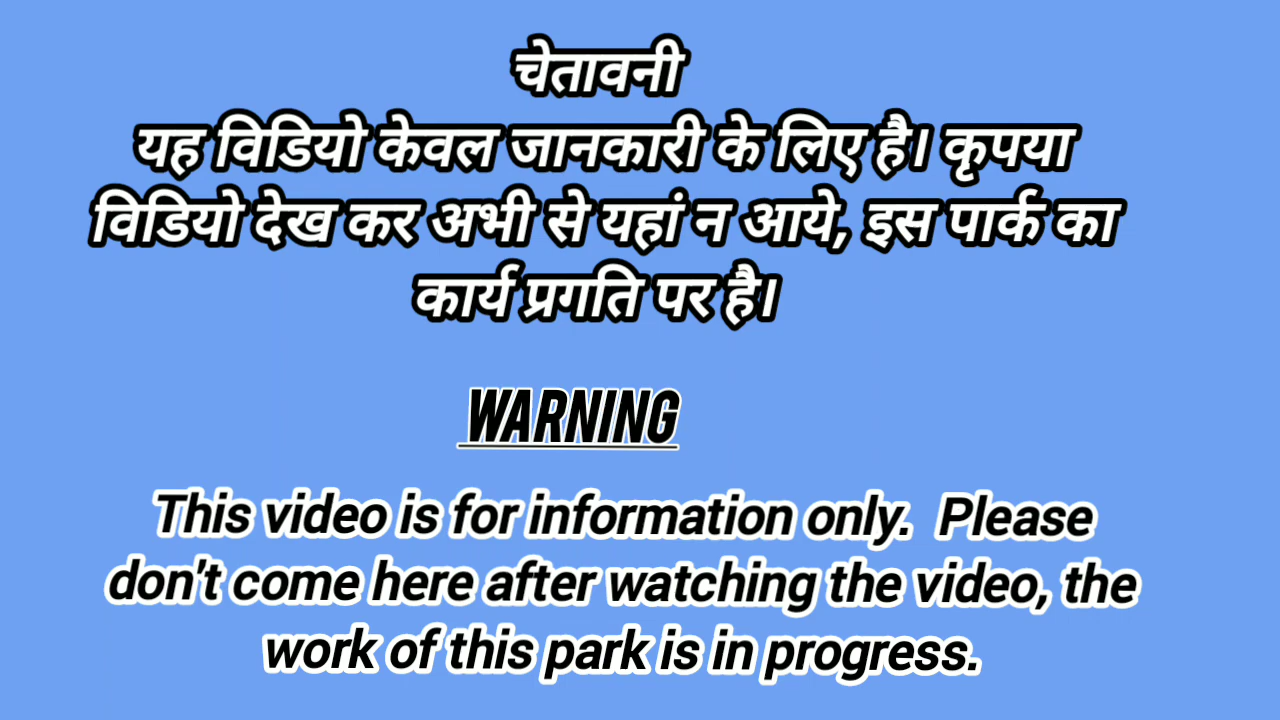 चेतावनी
यह विडियो केवल जानकारी के लिए है। कृपया
विडियो देख कर अभी से यहां न आये, इस पार्क का
कार्य प्रगति पर है।
WARNING
This video is for information only. Please
don't come here after watching the video, the
work of this park is in progress.